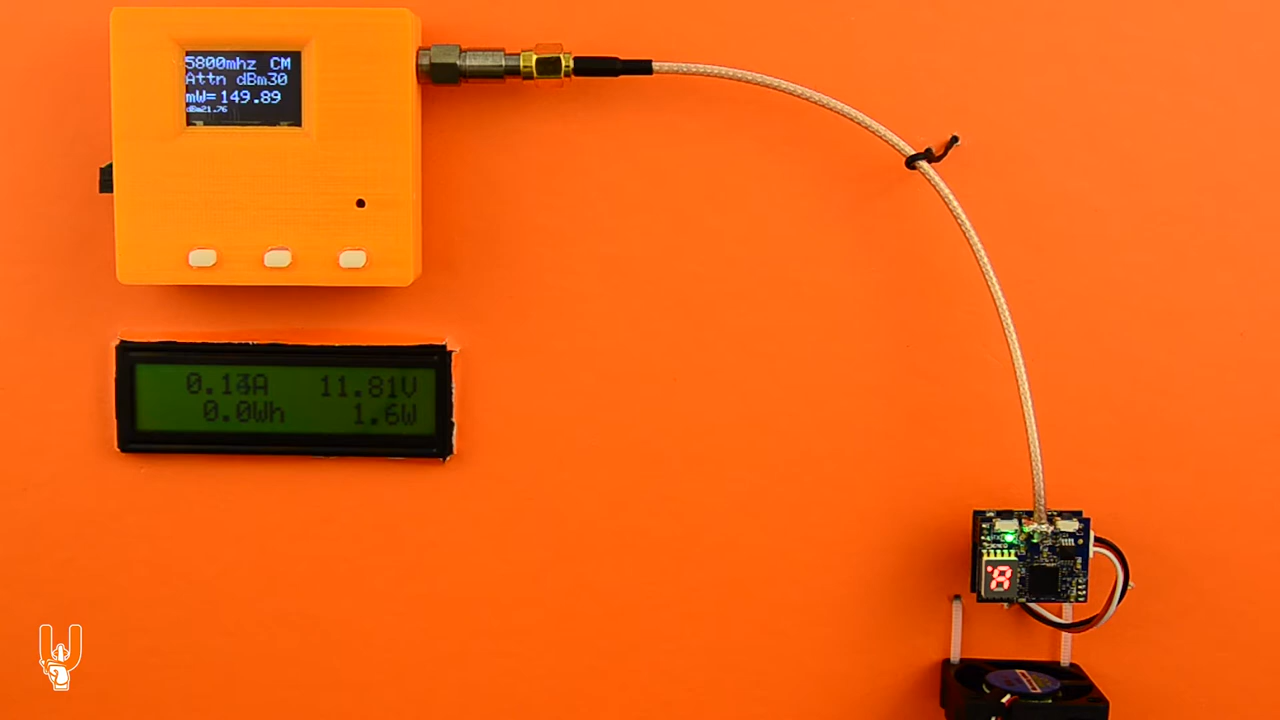 5800mhz CM
Attn dBm30
mW= 149.89
dBm21.76
11.81V
0.0Wh 1.6W